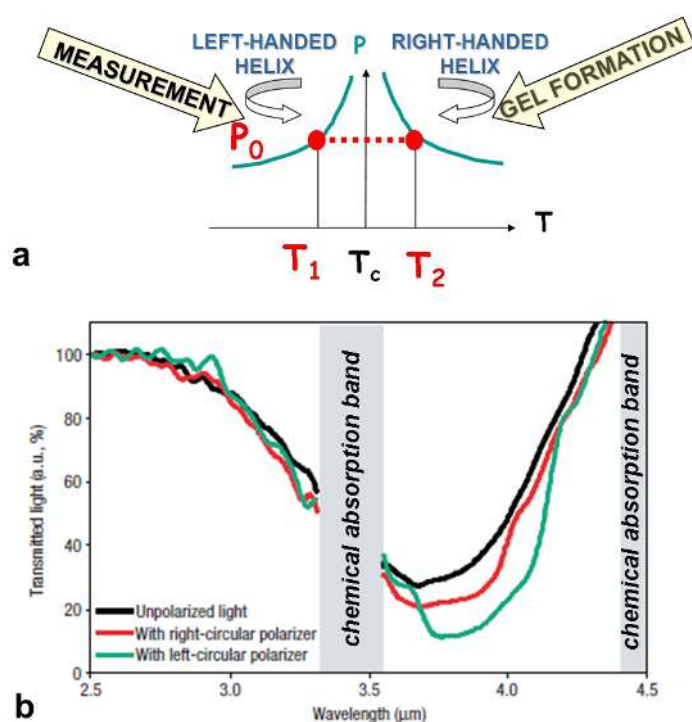 LEFT-HANDED
HELIX
P
RIGHT-HANDED
HELIX
MEASUREMENT
GEL FORMATION
P0
T
T1
Tc
T2
a
Transmitted light (a.u., %)
100
80
60
40
20
0
chemical absorption band
chemical absorption band
Unpolarized light
With right-circular polarizer
With left-circular polarizer
2.5
3.0
3.5
4.0
4.5
Wavelength (μm)
b